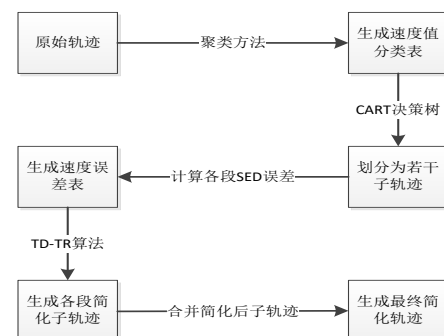 原始轨迹
聚类方法
生成速度值
分类表
CART决策树
划分为若干
子轨迹
计算各段SED误差
生成速度误
差表
TD-TR算法
生成各段简
化子轨迹
合并简化后子轨迹
生成最终简
化轨迹